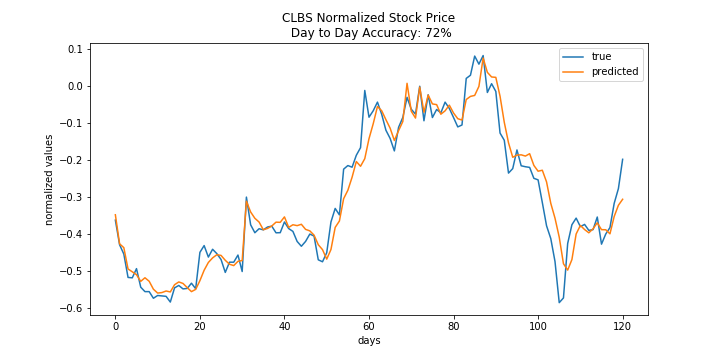 CLBS Normalized Stock Price
Day to Day Accuracy: 72%
true
predicted
0.1
0.0
−0.1
−0.2
−0.3
−0.4
−0.5
−0.6
normalized values
0 20 40 60 80 100 120
days